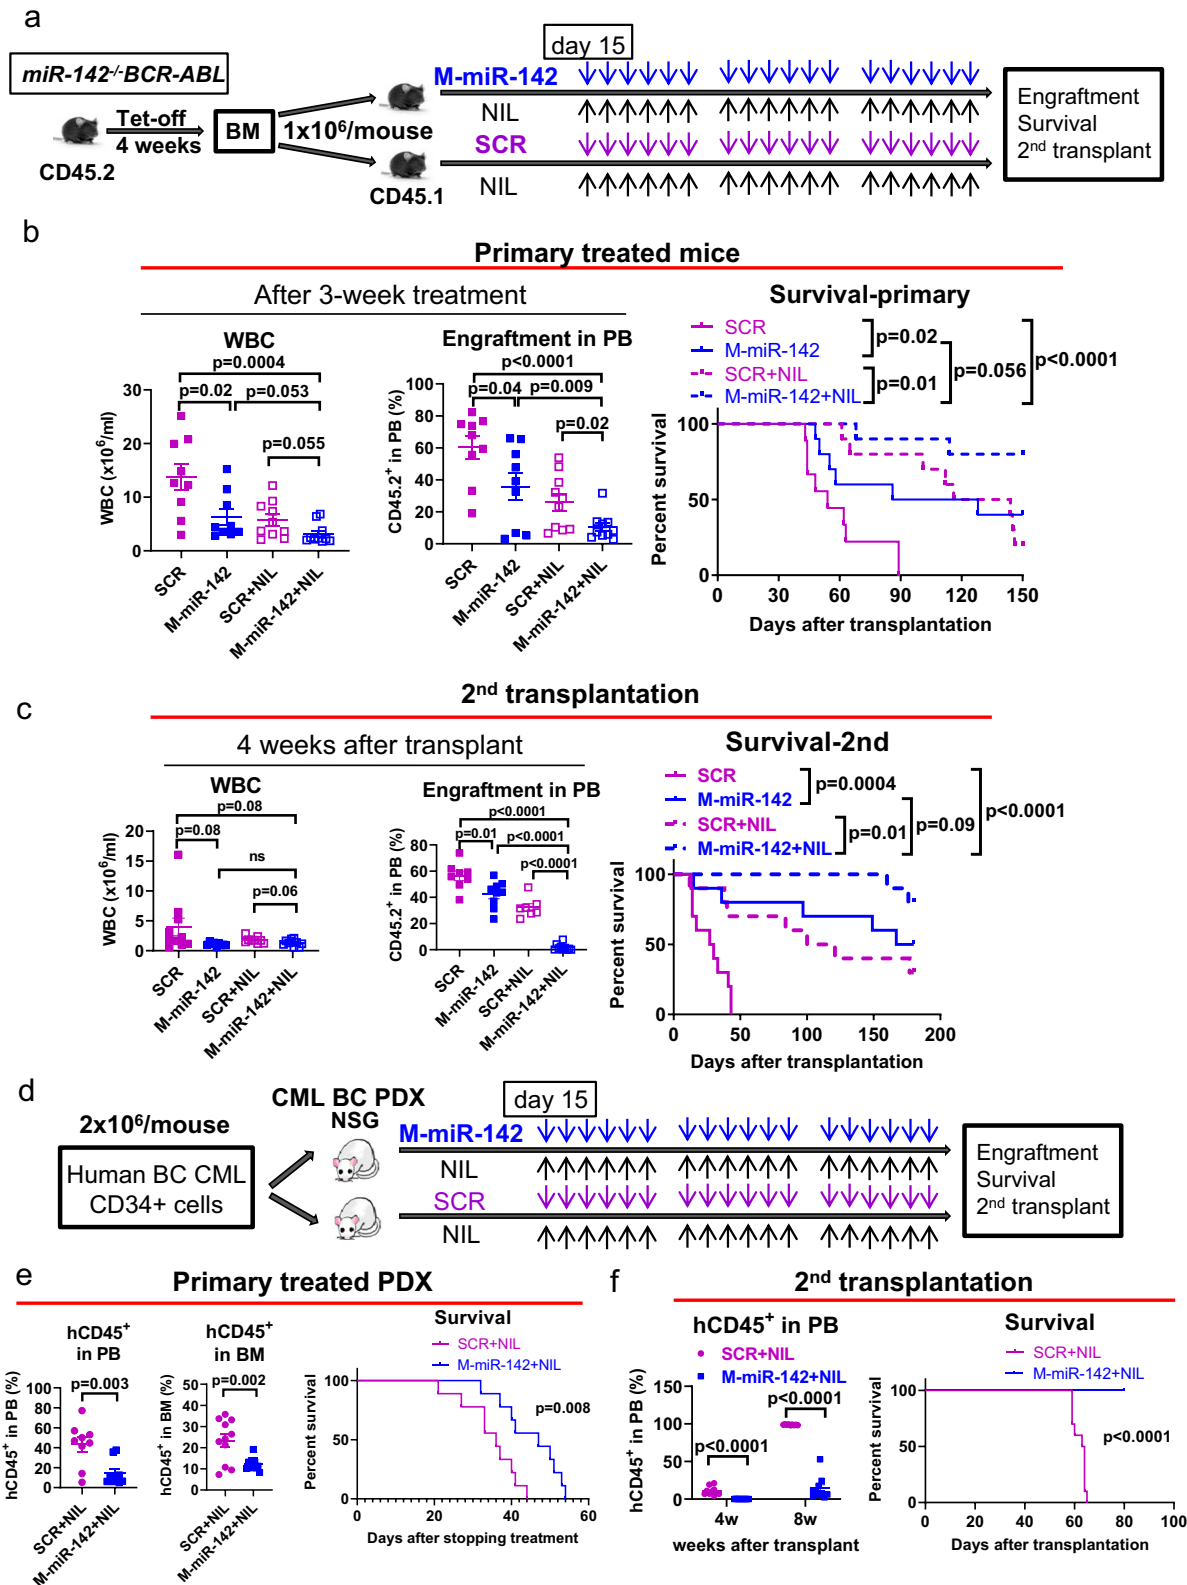 a
miR-142-/-BCR-ABL
day 15
Tet-off
4 weeks
CD45.2
BM
1x10⁶/mouse
CD45.1
M-miR-142
NIL
SCR
NIL
Engraftment
Survival
2nd transplant
b
Primary treated mice
After 3-week treatment
WBC
p=0.0004
p=0.02
p=0.053
p=0.055
WBC (x10⁶/ml)
30
20
10
0
SCR
M-miR-142
SCR+NIL
M-miR-142+NIL
Engraftment in PB
p<0.0001
p=0.04
p=0.009
p=0.02
CD45.2⁺ in PB (%)
100
80
60
40
20
0
SCR
M-miR-142
SCR+NIL
M-miR-142+NIL
Survival-primary
SCR
M-miR-142
SCR+NIL
M-miR-142+NIL
p=0.02
p=0.01
p=0.056
p<0.0001
Percent survival
100
50
0
0 30 60 90 120 150
Days after transplantation
c
2nd transplantation
4 weeks after transplant
WBC
p=0.08
p=0.08
ns
p=0.06
WBC (x10⁶/ml)
20
15
10
5
0
SCR
M-miR-142
SCR+NIL
M-miR-142+NIL
Engraftment in PB
p<0.0001
p=0.01
p<0.0001
p<0.0001
CD45.2⁺ in PB (%)
80
60
40
20
0
SCR
M-miR-142
SCR+NIL
M-miR-142+NIL
Survival-2nd
SCR
M-miR-142
SCR+NIL
M-miR-142+NIL
p=0.0004
p=0.01
p=0.09
p<0.0001
Percent survival
100
50
0
0 50 100 150 200
Days after transplantation
d
2x10⁶/mouse
Human BC CML
CD34+ cells
CML BC PDX
NSG
day 15
M-miR-142
NIL
SCR
NIL
Engraftment
Survival
2nd transplant
e
Primary treated PDX
hCD45⁺
in PB
p=0.003
hCD45⁺ in PB (%)
100
80
60
40
20
0
SCR+NIL
M-miR-142+NIL
hCD45⁺
in BM
p=0.002
hCD45⁺ in BM (%)
50
40
30
20
10
0
SCR+NIL
M-miR-142+NIL
Survival
SCR+NIL
M-miR-142+NIL
p=0.008
Percent survival
100
50
0
0 20 40 60
Days after stopping treatment
f
2nd transplantation
hCD45⁺ in PB
SCR+NIL
M-miR-142+NIL
p<0.0001
p<0.0001
hCD45⁺ in PB (%)
150
100
50
0
4w 8w
weeks after transplant
Survival
SCR+NIL
M-miR-142+NIL
p<0.0001
Percent survival
100
50
0
0 20 40 60 80 100
Days after transplantation